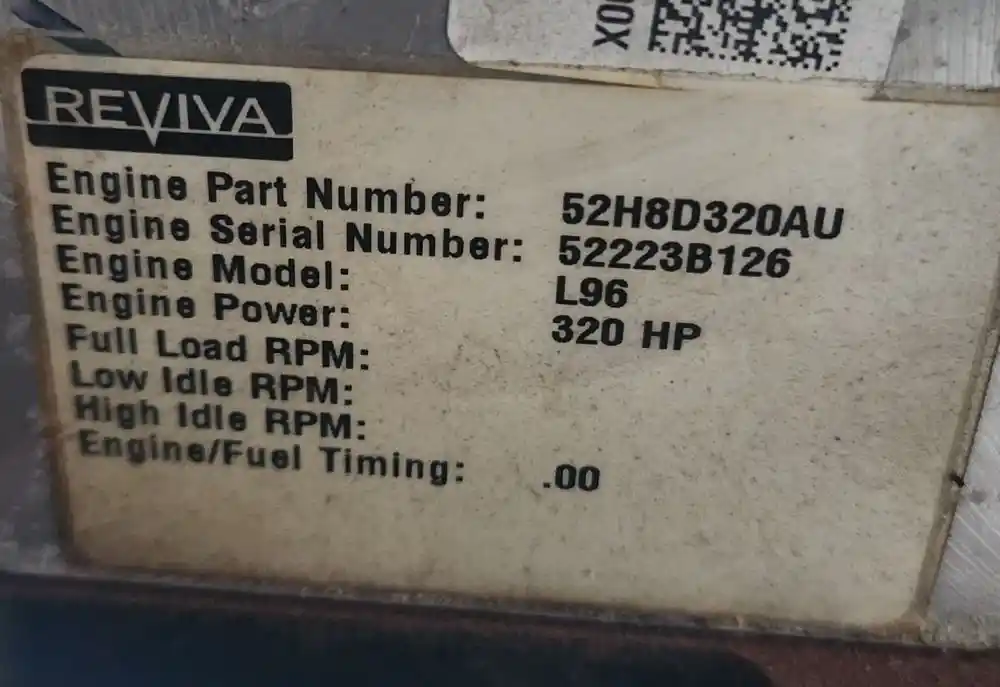 REVIVA
Engine Part Number: 52H8D320AU
Engine Serial Number: 52223B126
Engine Model: L96
Engine Power: 320 HP
Full Load RPM:
Low Idle RPM:
High Idle RPM:
Engine/Fuel Timing: .00